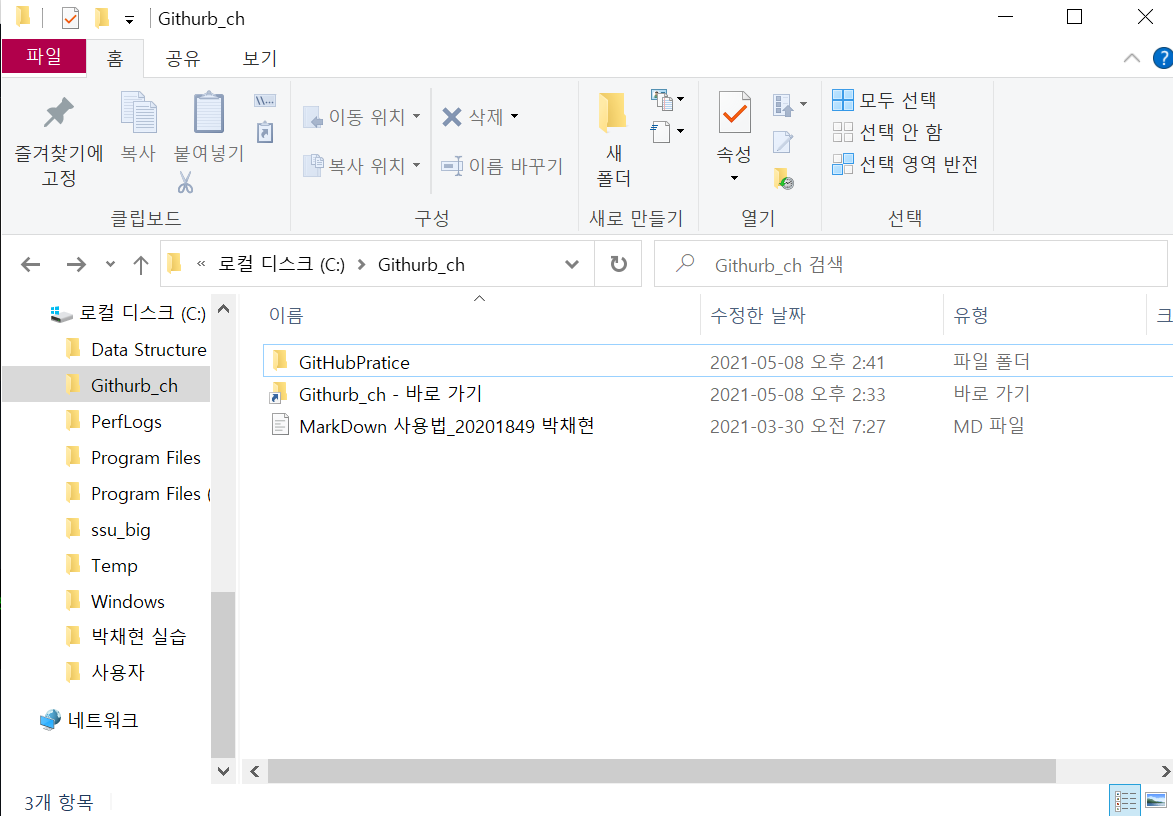 Githurb_ch
파일 홈 공유 보기
즐겨찾기에
고정
복사
붙여넣기
이동 위치
복사 위치
삭제
이름 바꾸기
새
폴더
속성
모두 선택
선택 안 함
선택 영역 반전
클립보드 구성 새로 만들기 열기 선택
« 로컬 디스크 (C:) > Githurb_ch
Githurb_ch 검색
로컬 디스크 (C:)
Data Structure
Githurb_ch
PerfLogs
Program Files
Program Files (
ssu_big
Temp
Windows
박채현 실습
사용자
네트워크
이름 수정한 날짜 유형 크
GitHubPratice 2021-05-08 오후 2:41 파일 폴더
Githurb_ch - 바로 가기 2021-05-08 오후 2:33 바로 가기
MarkDown 사용법_20201849 박채현 2021-03-30 오전 7:27 MD 파일
3개 항목